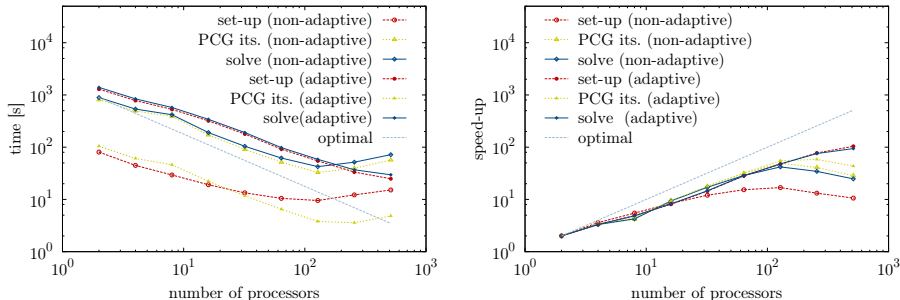 time [s]
10^4
10^3
10^2
10^1
10^0
set-up (non-adaptive)
PCG its. (non-adaptive)
solve (non-adaptive)
set-up (adaptive)
PCG its. (adaptive)
solve(adaptive)
optimal
10^0
10^1
10^2
10^3
number of processors
speed-up
10^4
10^3
10^2
10^1
10^0
set-up (non-adaptive)
PCG its. (non-adaptive)
solve (non-adaptive)
set-up (adaptive)
PCG its. (adaptive)
solve (adaptive)
optimal
10^0
10^1
10^2
10^3
number of processors